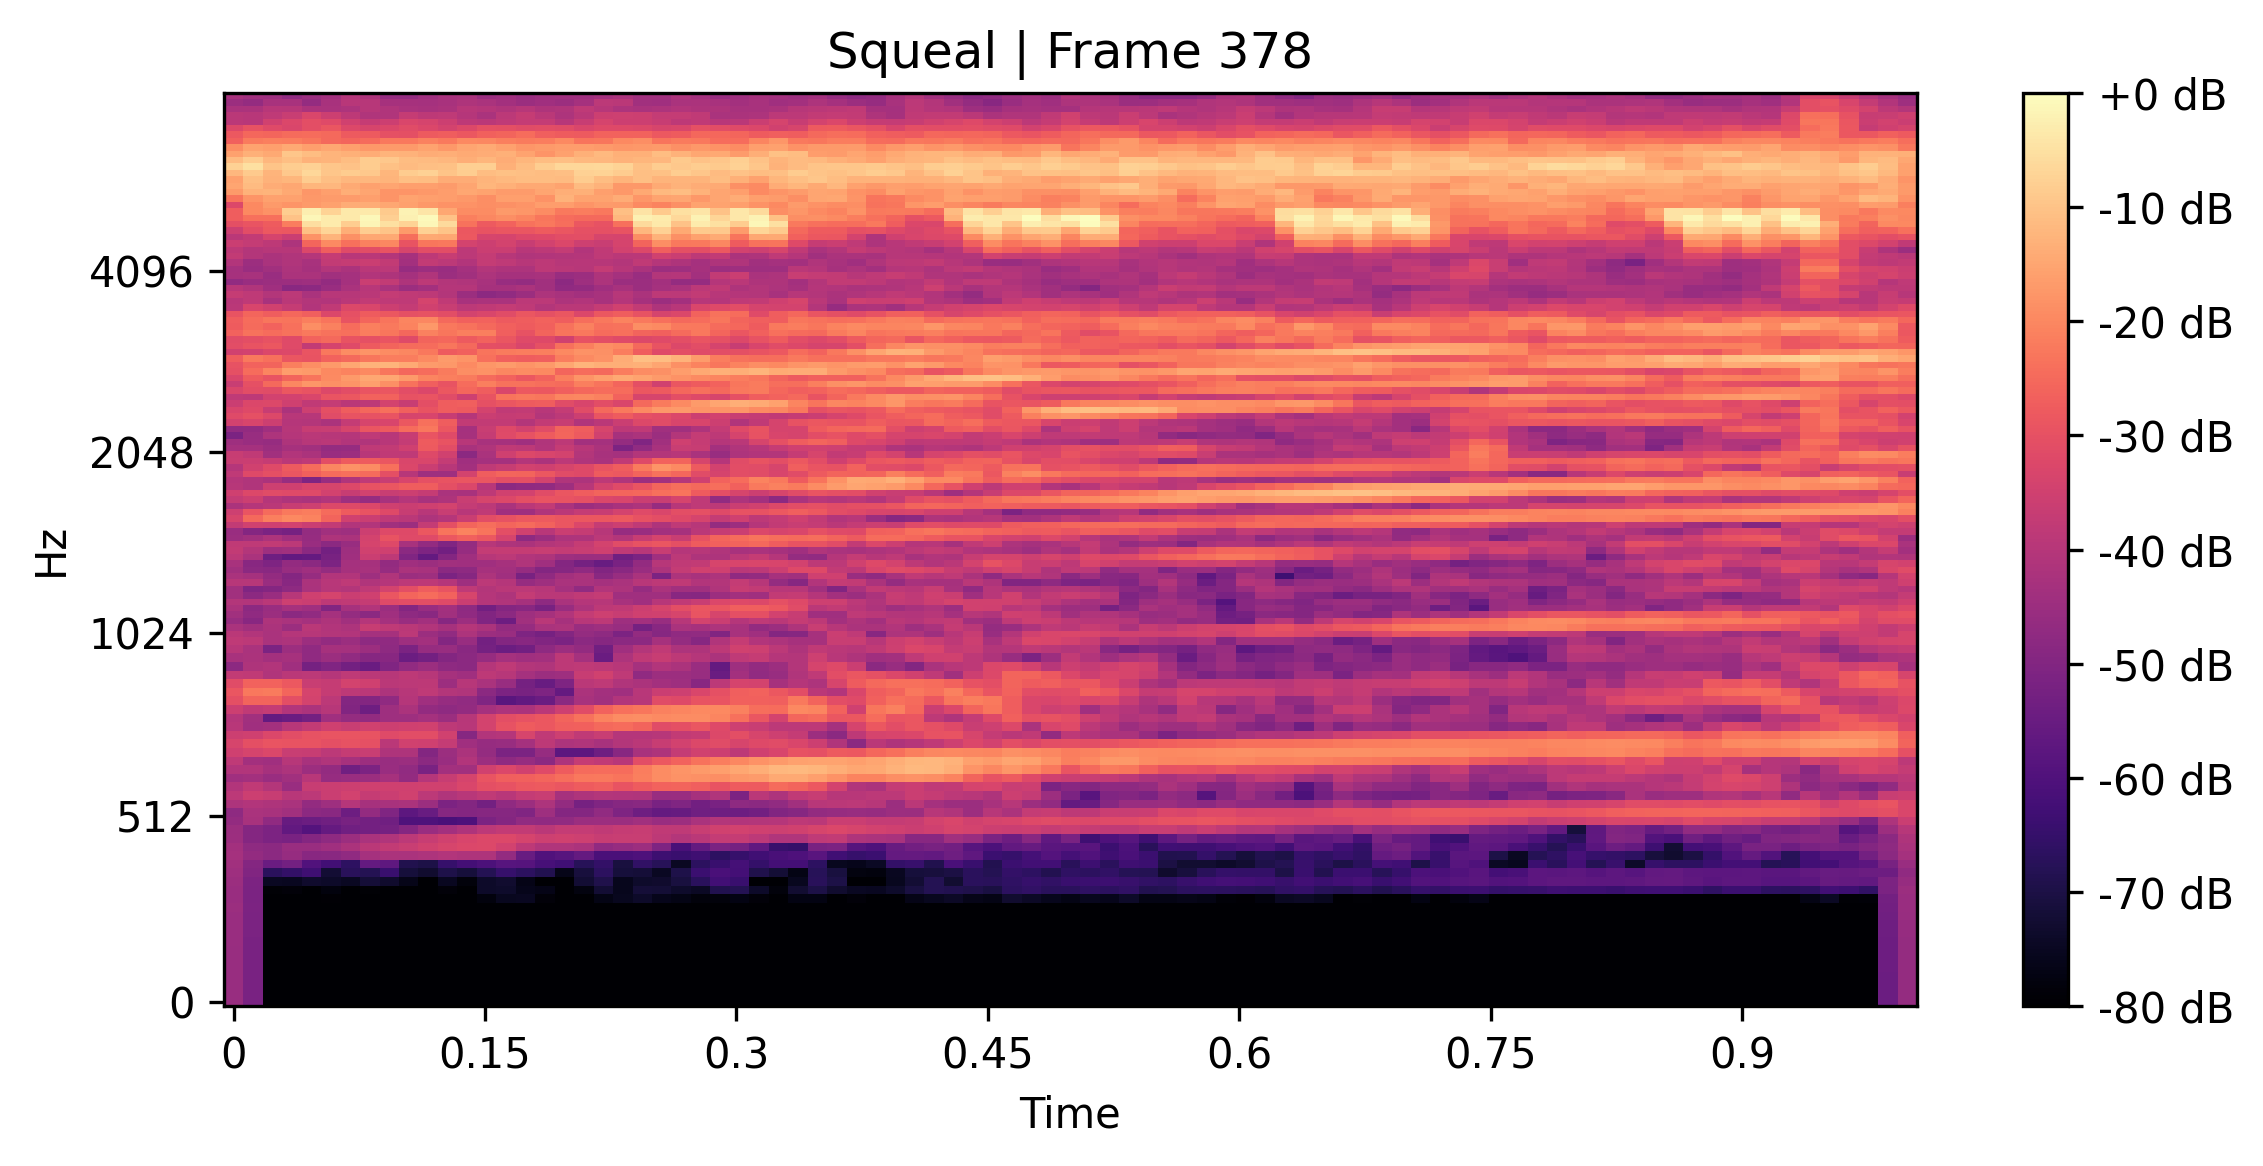 Squeal | Frame 378
+0 dB
-10 dB
-20 dB
-30 dB
-40 dB
-50 dB
-60 dB
-70 dB
-80 dB
Hz
4096
2048
1024
512
0
0 0.15 0.3 0.45 0.6 0.75 0.9
Time